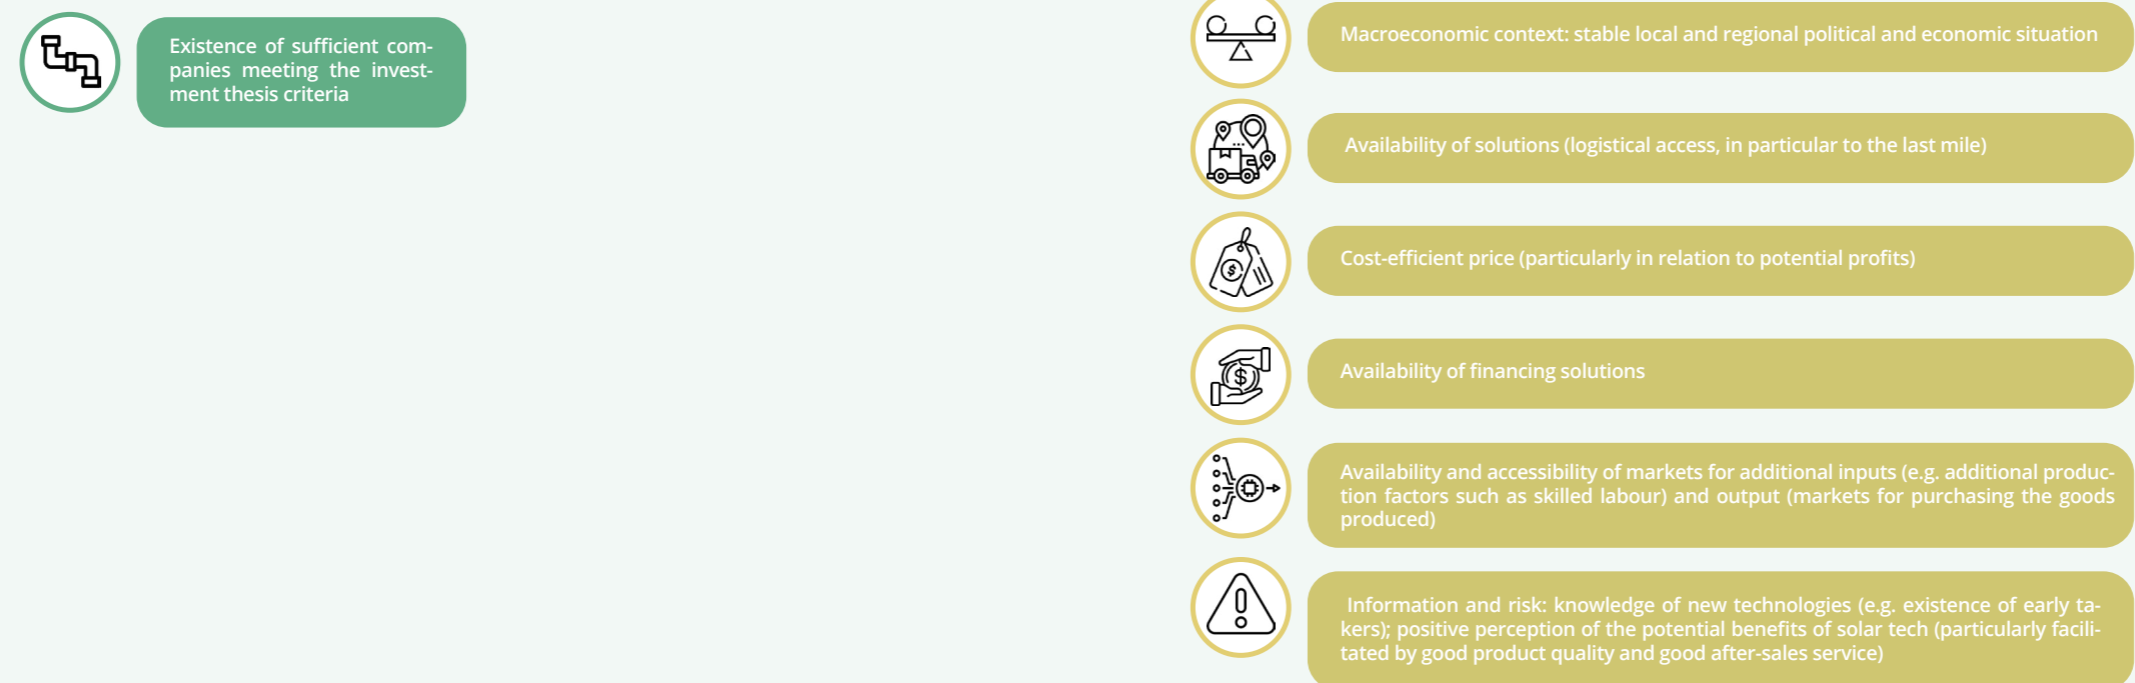 Existence of sufficient com-
panies meeting the invest-
ment thesis criteria
Macroeconomic context: stable local and regional political and economic situation
Availability of solutions (logistical access, in particular to the last mile)
Cost-efficient price (particularly in relation to potential profits)
Availability of financing solutions
Availability and accessibility of markets for additional inputs (e.g. additional produc-
tion factors such as skilled labour) and output (markets for purchasing the goods
produced)
Information and risk: knowledge of new technologies (e.g. existence of early ta-
kers); positive perception of the potential benefits of solar tech (particularly facili-
tated by good product quality and good after-sales service)